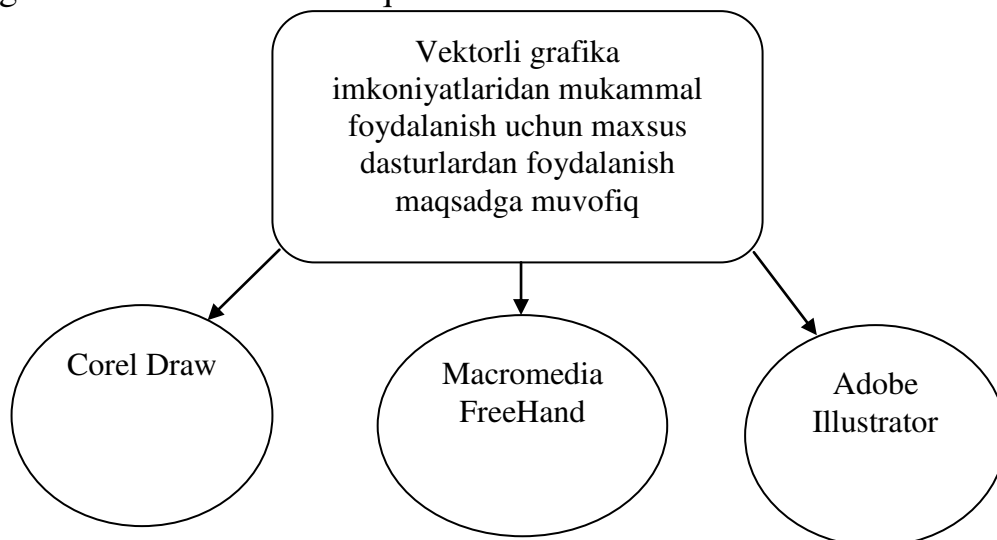 Vektorli grafika
imkoniyatlaridan mukammal
foydalanish uchun maxsus
dasturlardan foydalanish
maqsadga muvofiq
Corel Draw
Macromedia
FreeHand
Adobe
Illustrator